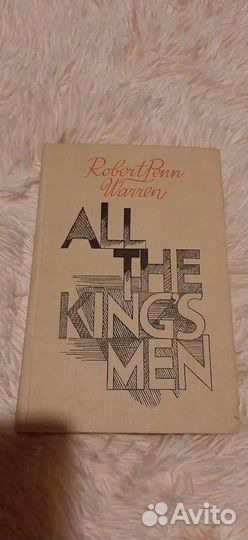 Robert Penn
Warren
ALL
THE
KING'S
MEN
Avito